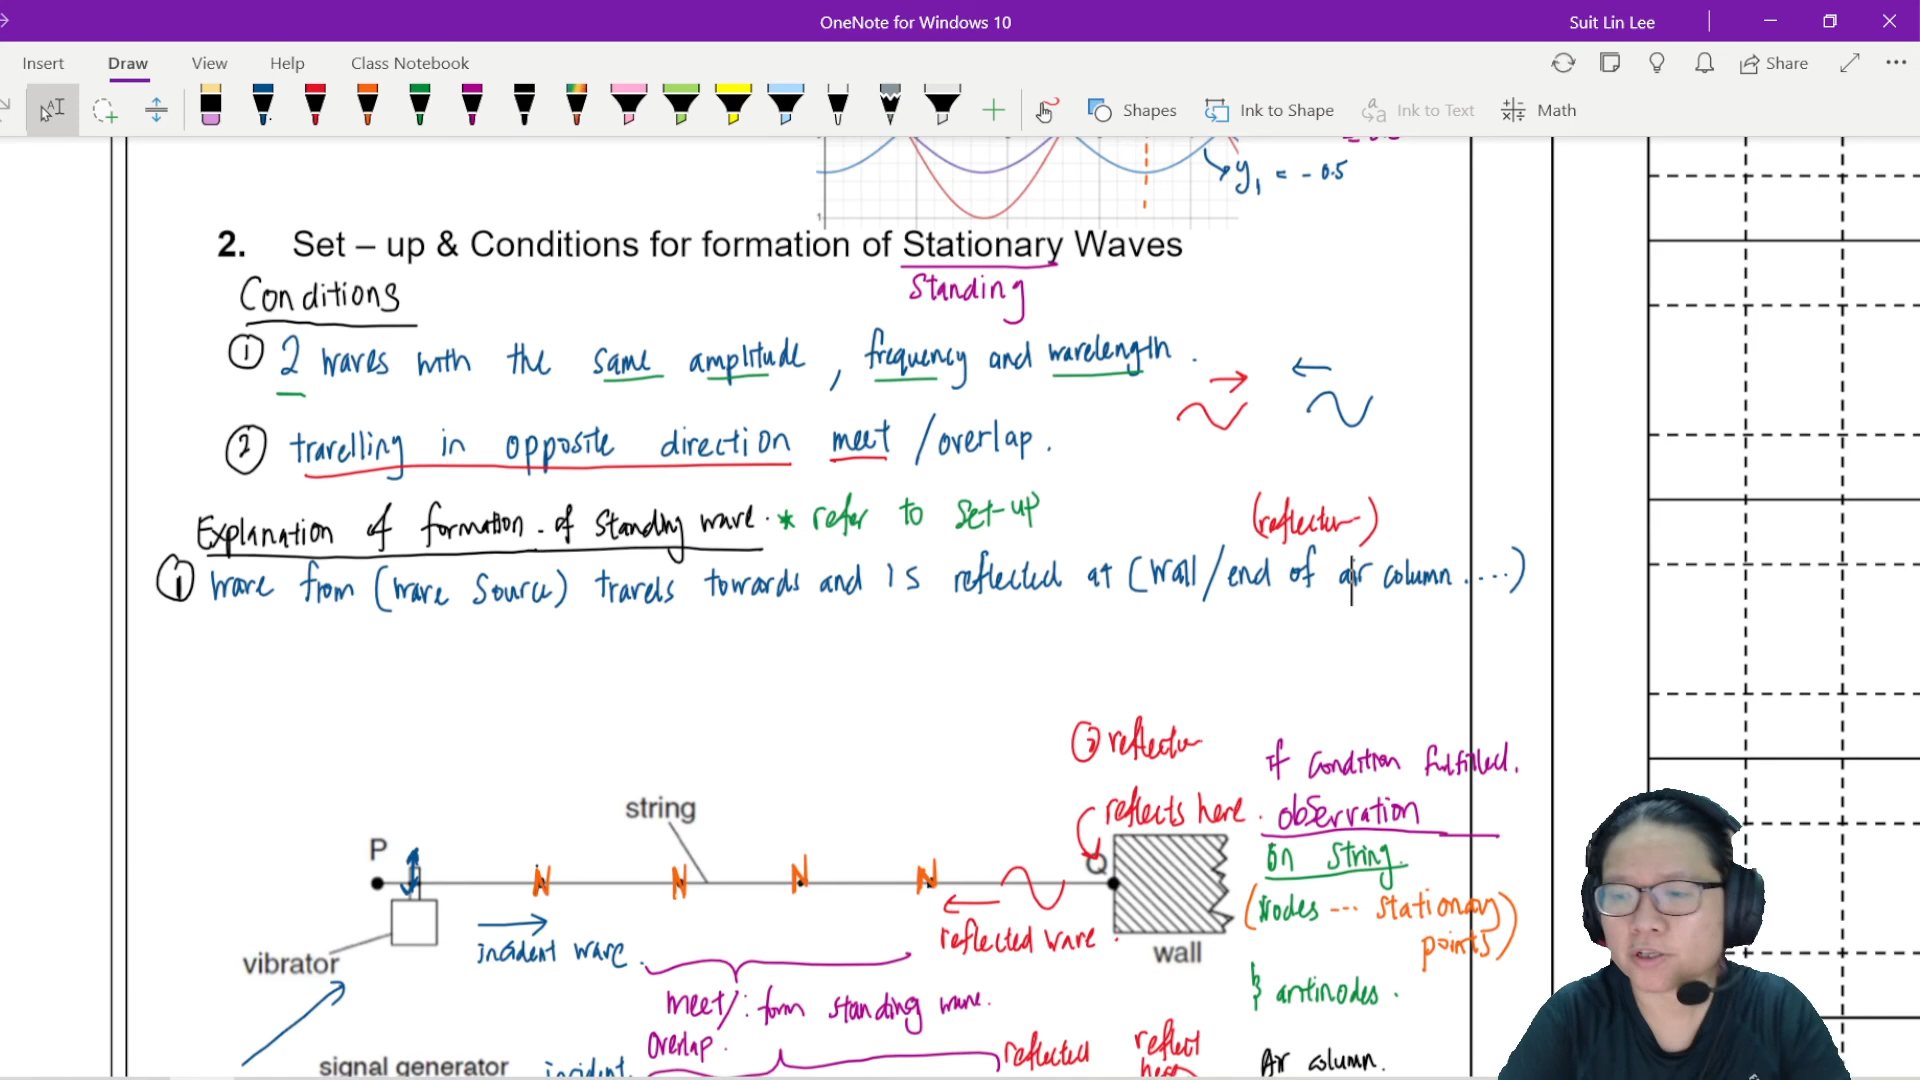 OneNote for Windows 10
Suit Lin Lee
Insert
Draw
View
Help
Class Notebook
Share
Shapes
Ink to Shape
Ink to Text
Math
y₁ = - 0.5
2. Set – up & Conditions for formation of Stationary Waves
Standing
Conditions
① 2 waves with the same amplitude, frequency and wavelength.
② travelling in opposite direction meet / overlap.
Explanation of formation of standing wave. * refer to set-up
(reflector)
① wave from (wave source) travels towards and is reflected at (wall/end of air column ....)
② reflector
reflects here.
If condition fulfilled.
observation
on string.
(Nodes --- stationary points)
& antinodes.
string
P
N
N
N
N
Q
wall
vibrator
incident wave.
reflected wave.
meet/: form standing wave.
overlap.
signal generator
incident.
reflected
reflect
here
Air column.